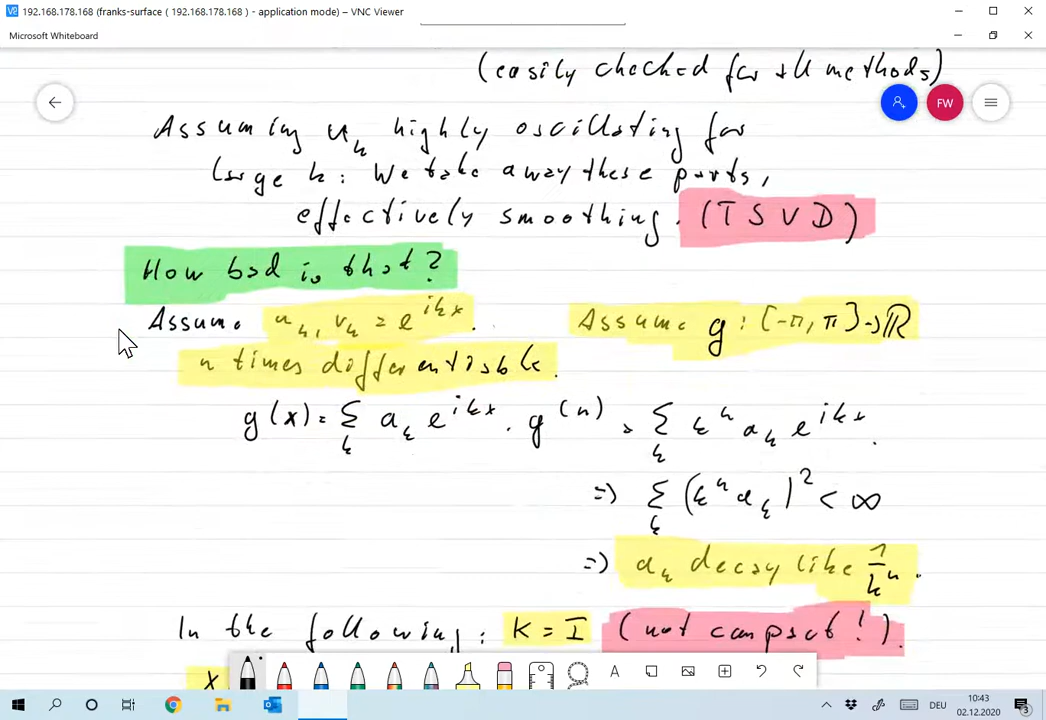 192.168.178.168 (franks-surface ( 192.168.178.168 ) - application mode) – VNC Viewer
Microsoft Whiteboard
(easily checked for all methods)
FW
Assuming u_k highly oscillating for
large k: We take away these parts,
effectively smoothing. (TSVD)
How bad is that?
Assume u_k, v_k = e^{ikx}. Assume g: [-π, π] → ℝ
n times differentiable.
g(x) = Σ_k a_k e^{ikx}. g^{(n)} = Σ_k k^n a_k e^{ikx}.
=> Σ_k (k^n a_k)^2 < ∞
=> a_k decay like 1/k^n.
In the following: K = I (not compact!).
X
A
DEU
10:43
02.12.2020
3